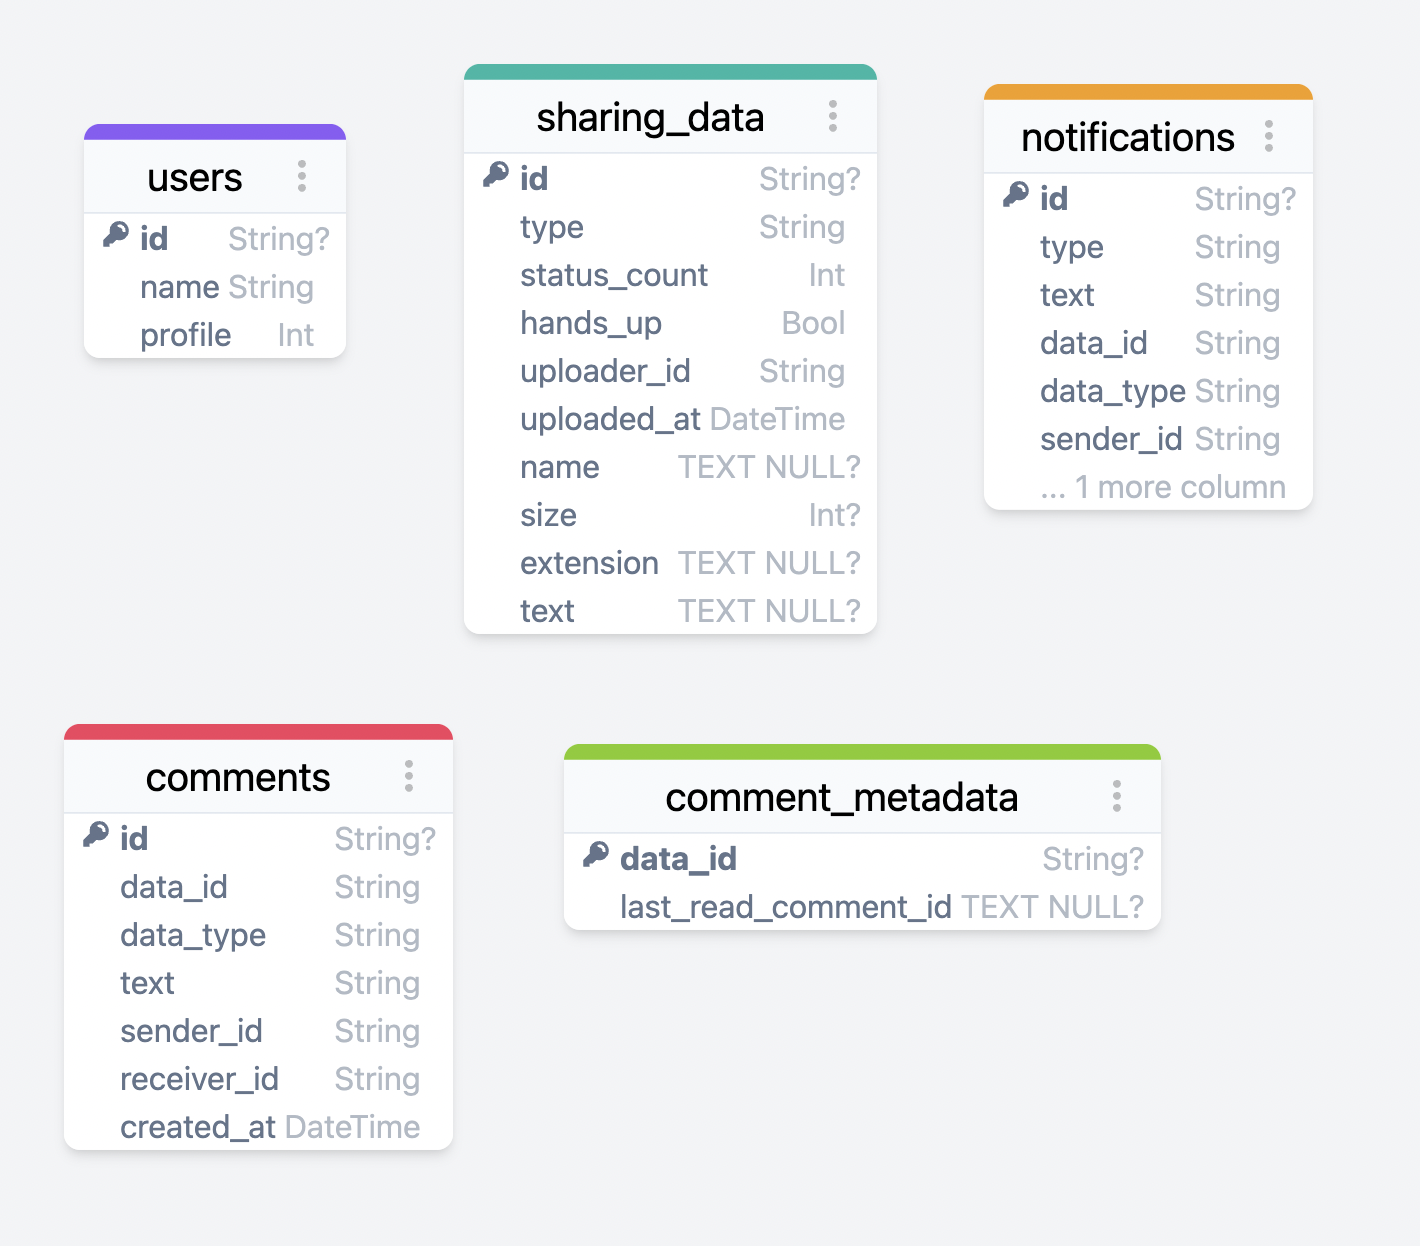 users
id String?
name String
profile Int
sharing_data
id String?
type String
status_count Int
hands_up Bool
uploader_id String
uploaded_at DateTime
name TEXT NULL?
size Int?
extension TEXT NULL?
text TEXT NULL?
notifications
id String?
type String
text String
data_id String
data_type String
sender_id String
... 1 more column
comments
id String?
data_id String
data_type String
text String
sender_id String
receiver_id String
created_at DateTime
comment_metadata
data_id String?
last_read_comment_id TEXT NULL?